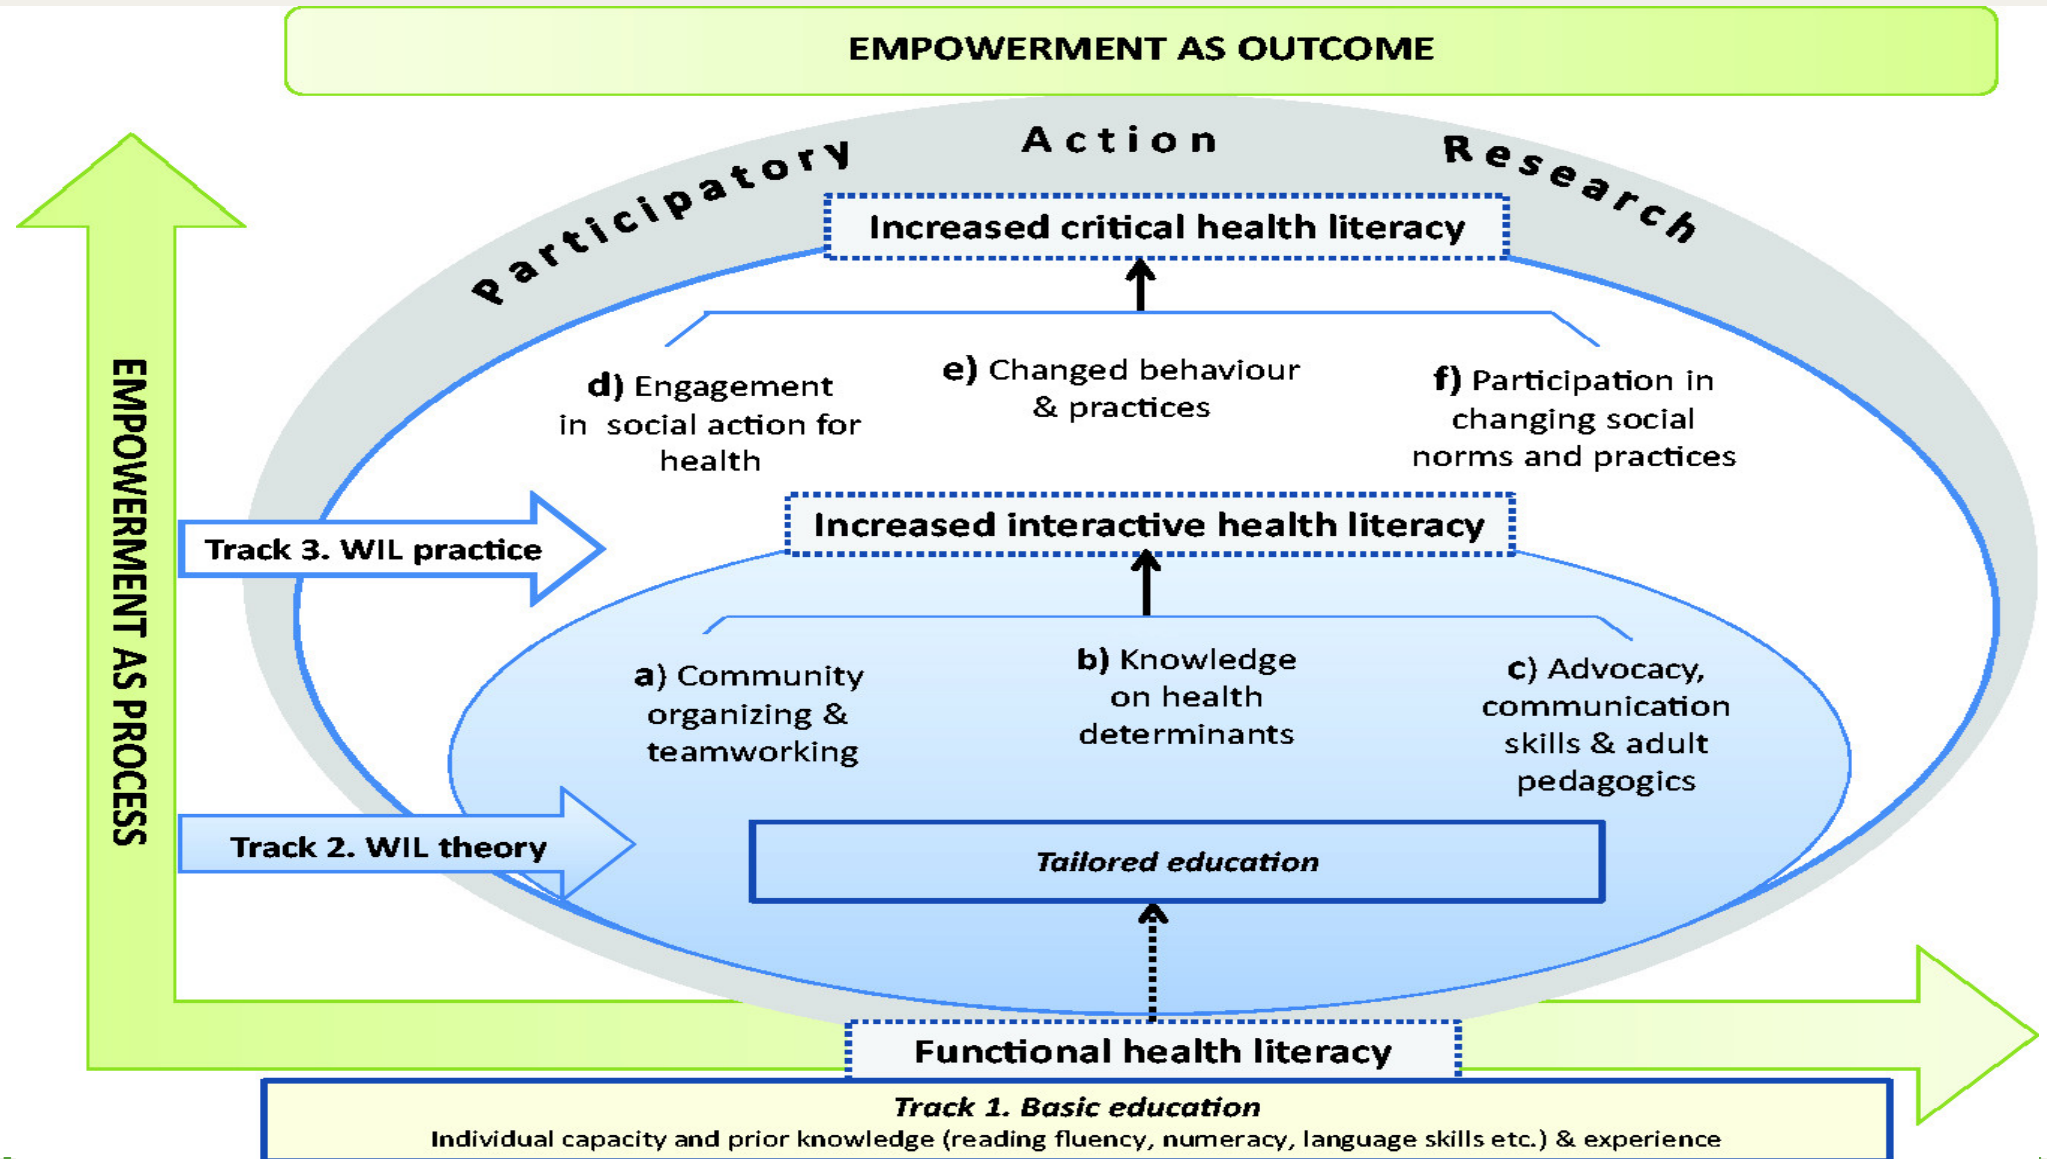 EMPOWERMENT AS OUTCOME
Participatory Action Research
Increased critical health literacy
d) Engagement
in social action for
health
e) Changed behaviour
& practices
f) Participation in
changing social
norms and practices
EMPOWERMENT AS PROCESS
Increased interactive health literacy
Track 3. WIL practice
a) Community
organizing &
teamworking
b) Knowledge
on health
determinants
c) Advocacy,
communication
skills & adult
pedagogics
Track 2. WIL theory
Tailored education
Functional health literacy
Track 1. Basic education
Individual capacity and prior knowledge (reading fluency, numeracy, language skills etc.) & experience